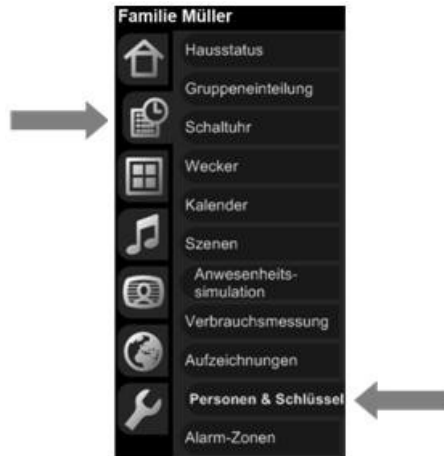 Familie Müller
Hausstatus
Gruppeneinteilung
Schaltuhr
Wecker
Kalender
Szenen
Anwesenheits-
simulation
Verbrauchsmessung
Aufzeichnungen
Personen & Schlüssel
Alarm-Zonen